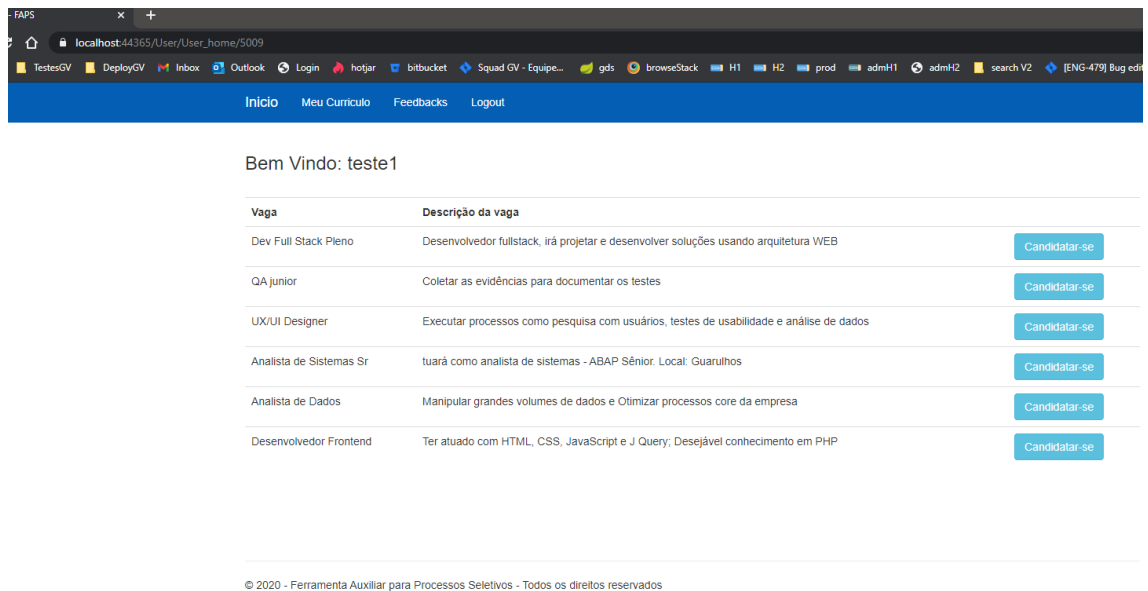 - FAPS
localhost:44365/User/User_home/5009
TestesGV DeployGV Inbox Outlook Login hotjar bitbucket Squad GV - Equipe... gds browseStack H1 H2 prod admH1 admH2 search V2 [ENG-479] Bug edit
Inicio Meu Curriculo Feedbacks Logout
Bem Vindo: teste1
Vaga Descrição da vaga
Dev Full Stack Pleno Desenvolvedor fullstack, irá projetar e desenvolver soluções usando arquitetura WEB Candidatar-se
QA junior Coletar as evidências para documentar os testes Candidatar-se
UX/UI Designer Executar processos como pesquisa com usuários, testes de usabilidade e análise de dados Candidatar-se
Analista de Sistemas Sr tuará como analista de sistemas - ABAP Sênior. Local: Guarulhos Candidatar-se
Analista de Dados Manipular grandes volumes de dados e Otimizar processos core da empresa Candidatar-se
Desenvolvedor Frontend Ter atuado com HTML, CSS, JavaScript e J Query; Desejável conhecimento em PHP Candidatar-se
© 2020 - Ferramenta Auxiliar para Processos Seletivos - Todos os direitos reservados